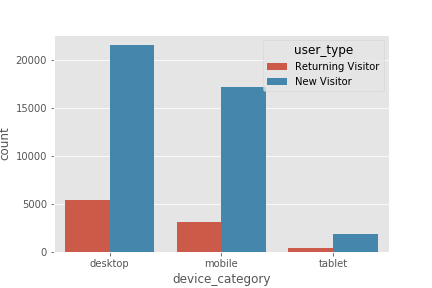 user_type
Returning Visitor
New Visitor
20000
15000
10000
5000
0
count
desktop mobile tablet
device_category